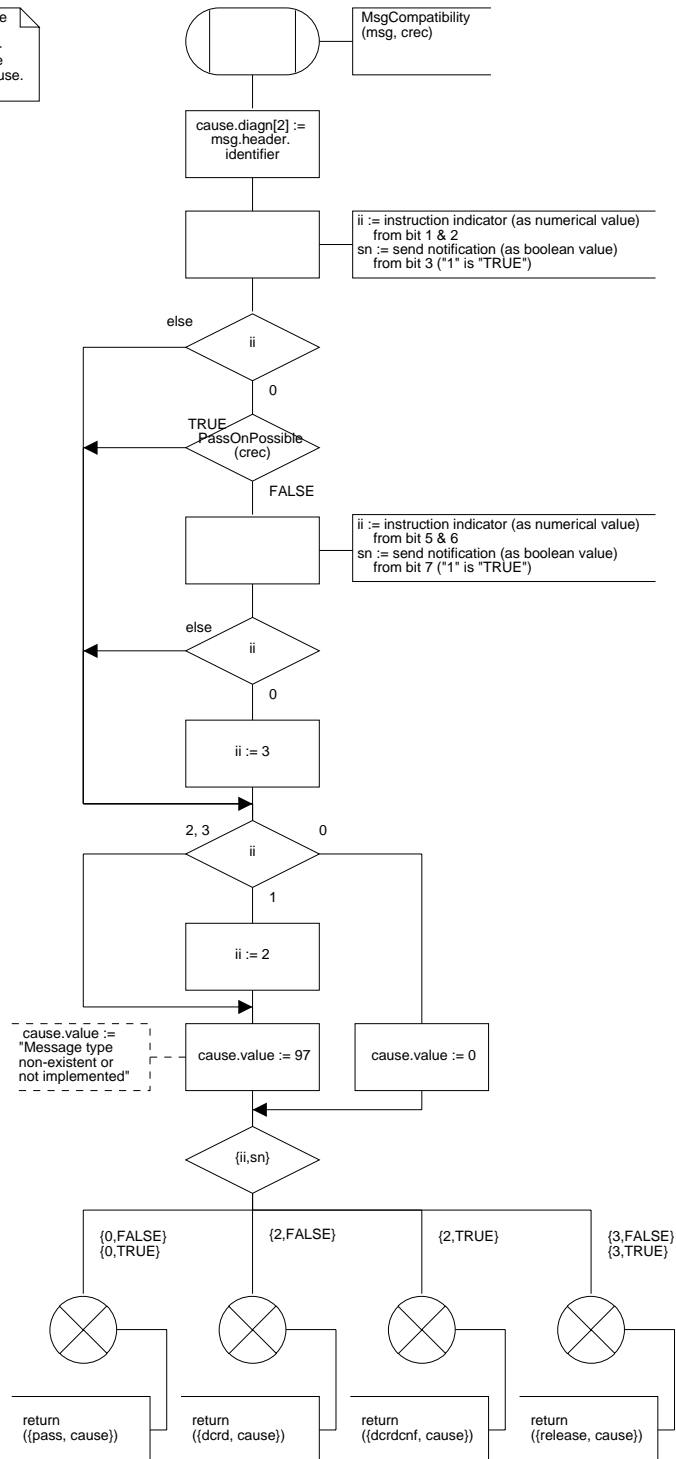 e
.
e
use.
MsgCompatibility
(msg, crec)
cause.diagn[2] :=
msg.header.
identifier
ii := instruction indicator (as numerical value)
from bit 1 & 2
sn := send notification (as boolean value)
from bit 3 ("1" is "TRUE")
else
ii
0
TRUE
PassOnPossible
(crec)
FALSE
ii := instruction indicator (as numerical value)
from bit 5 & 6
sn := send notification (as boolean value)
from bit 7 ("1" is "TRUE")
else
ii
0
ii := 3
2, 3
0
ii
1
ii := 2
cause.value :=
"Message type
non-existent or
not implemented"
cause.value := 97
cause.value := 0
{ii,sn}
{0,FALSE}
{0,TRUE}
{2,FALSE}
{2,TRUE}
{3,FALSE}
{3,TRUE}
return
({pass, cause})
return
({dcrd, cause})
return
({dcrdcnf, cause})
return
({release, cause})